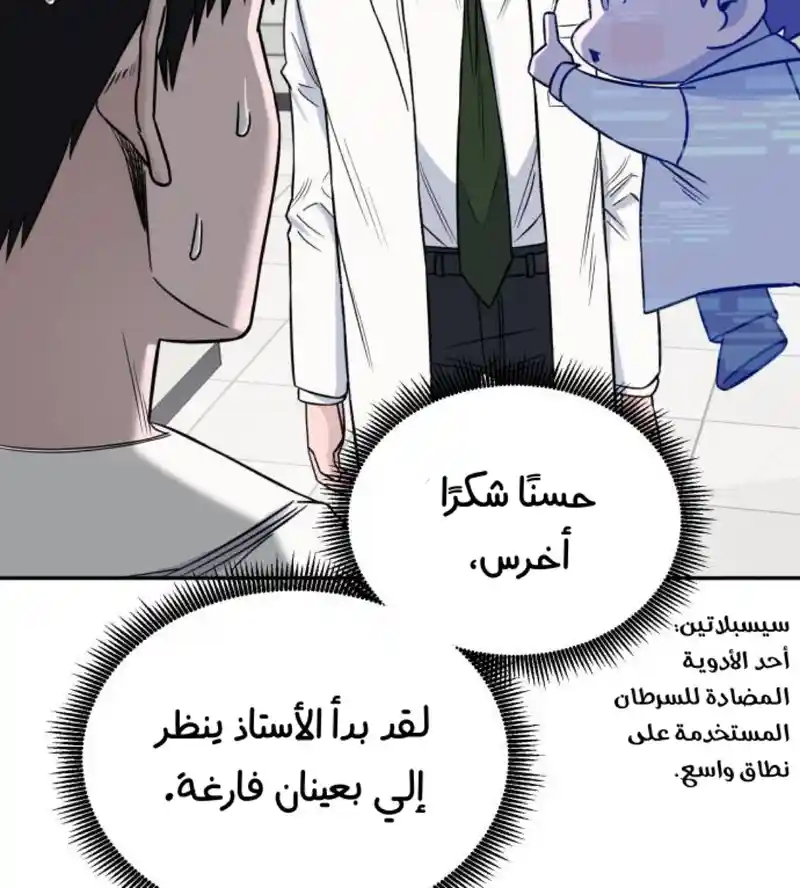 حسنًا شكرًا
أخرس،
سيسبلاتين:
أحد الأدوية
المضادة للسرطان
المستخدمة على
نطاق واسع.
لقد بدأ الأستاذ ينظر
إلي بعينان فارغة.